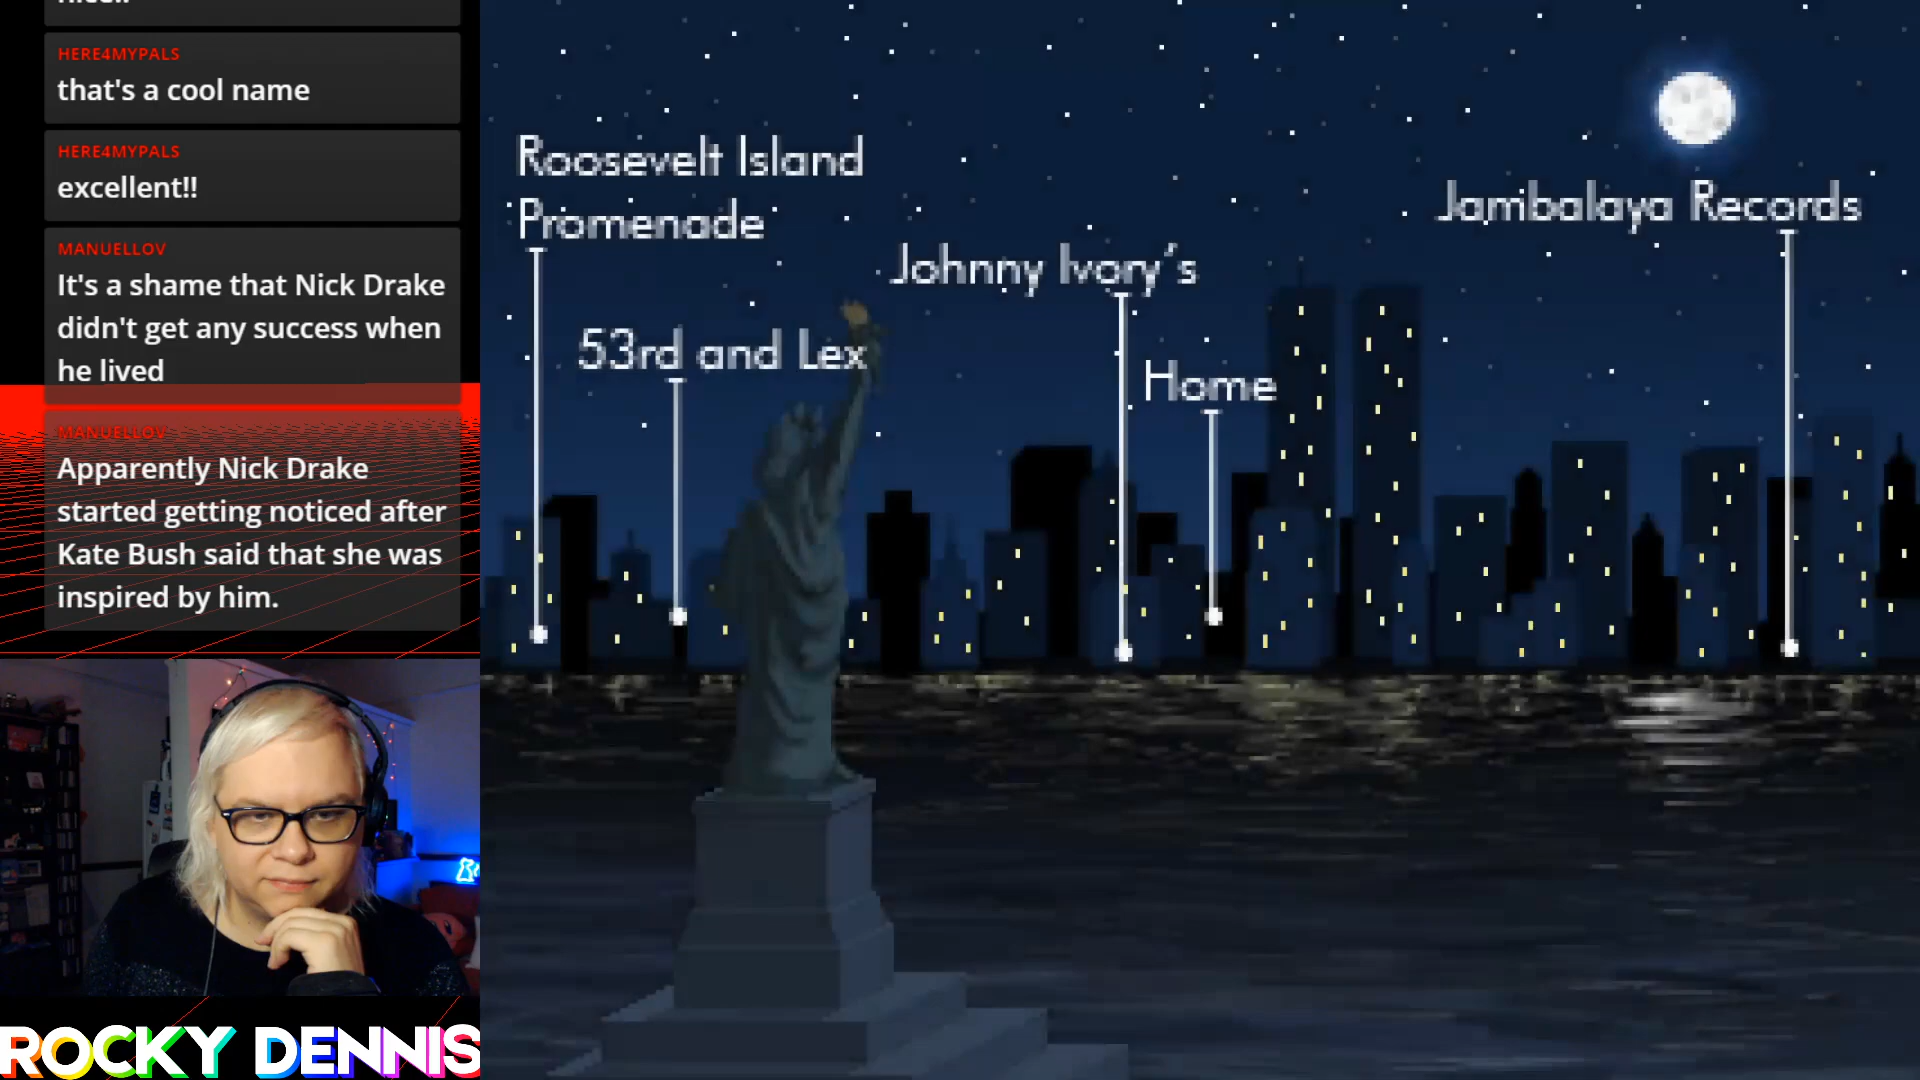 HERE4MYPALS
that's a cool name
HERE4MYPALS
excellent!!
MANUELLOV
It's a shame that Nick Drake
didn't get any success when
he lived
MANUELLOV
Apparently Nick Drake
started getting noticed after
Kate Bush said that she was
inspired by him.
ROCKY DENNIS
Roosevelt Island
Promenade
53rd and Lex
Johnny Ivory's
Home
Jambalaya Records